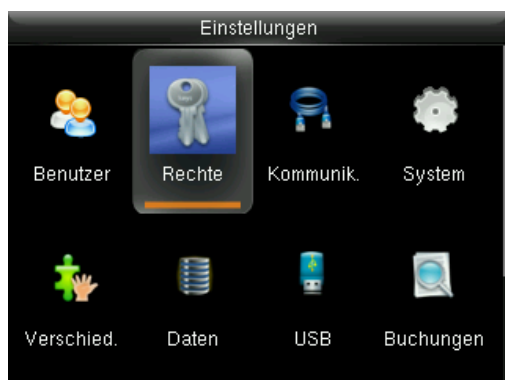 Einstellungen
Benutzer
Rechte
Kommunik.
System
Verschied.
Daten
USB
Buchungen